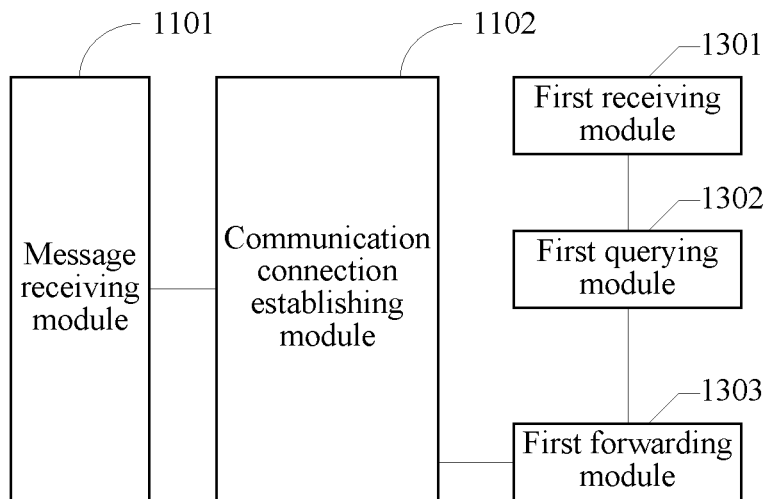 1101
1102
1301
First receiving
module
1302
Message
receiving
module
Communication
connection
establishing
module
First querying
module
1303
First forwarding
module